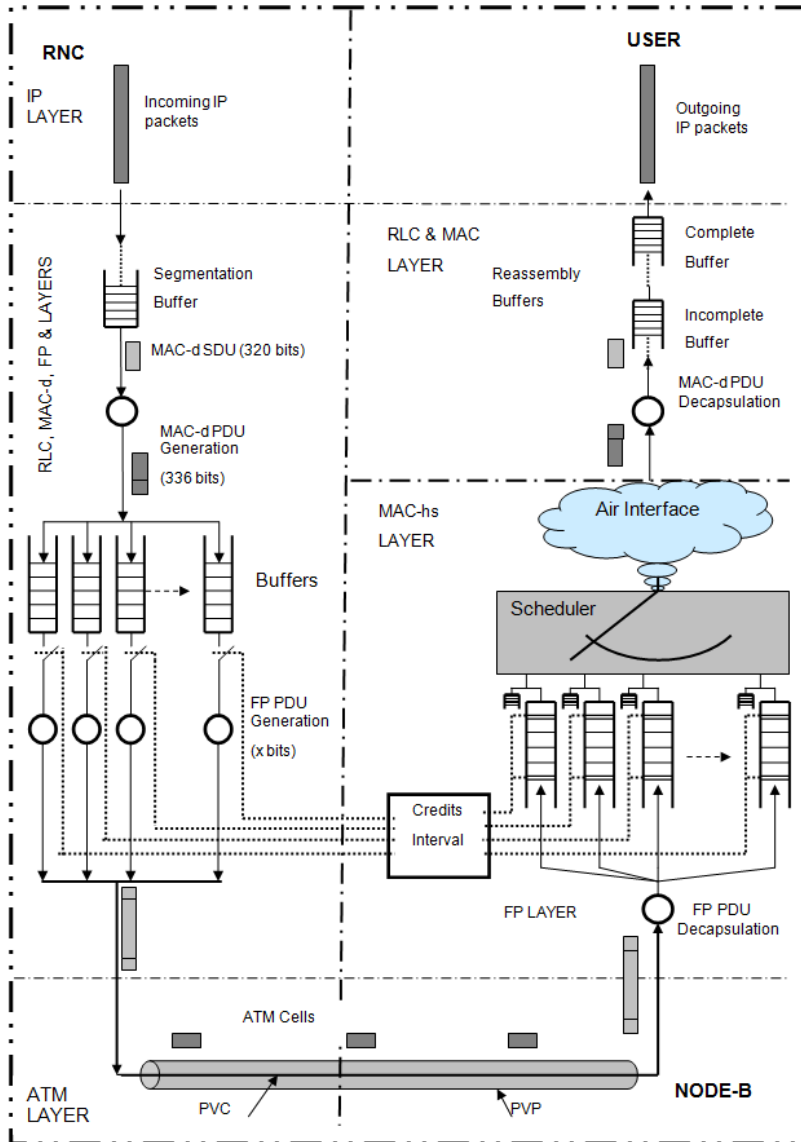 RNC
IP
LAYER
Incoming IP
packets
USER
Outgoing
IP packets
RLC, MAC-d, FP & LAYERS
Segmentation
Buffer
MAC-d SDU (320 bits)
MAC-d PDU
Generation
(336 bits)
Buffers
FP PDU
Generation
(x bits)
RLC & MAC
LAYER
Reassembly
Buffers
Complete
Buffer
Incomplete
Buffer
MAC-d PDU
Decapsulation
MAC-hs
LAYER
Air Interface
Scheduler
Credits
Interval
FP LAYER
FP PDU
Decapsulation
ATM Cells
ATM
LAYER
PVC
PVP
NODE-B